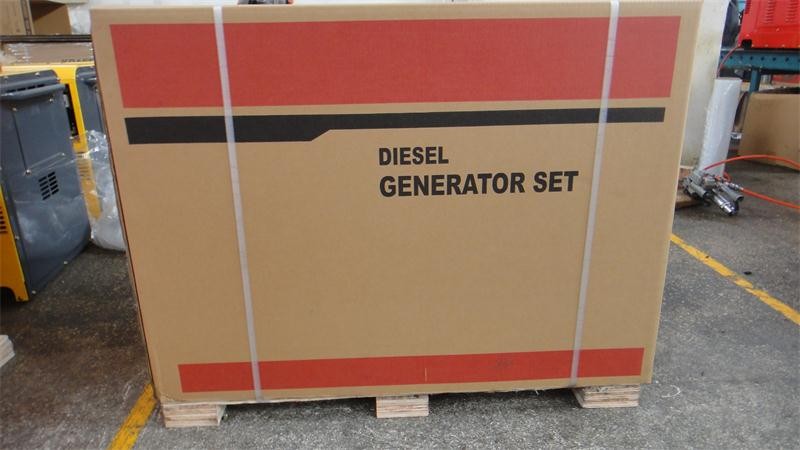 DIESEL
GENERATOR SET